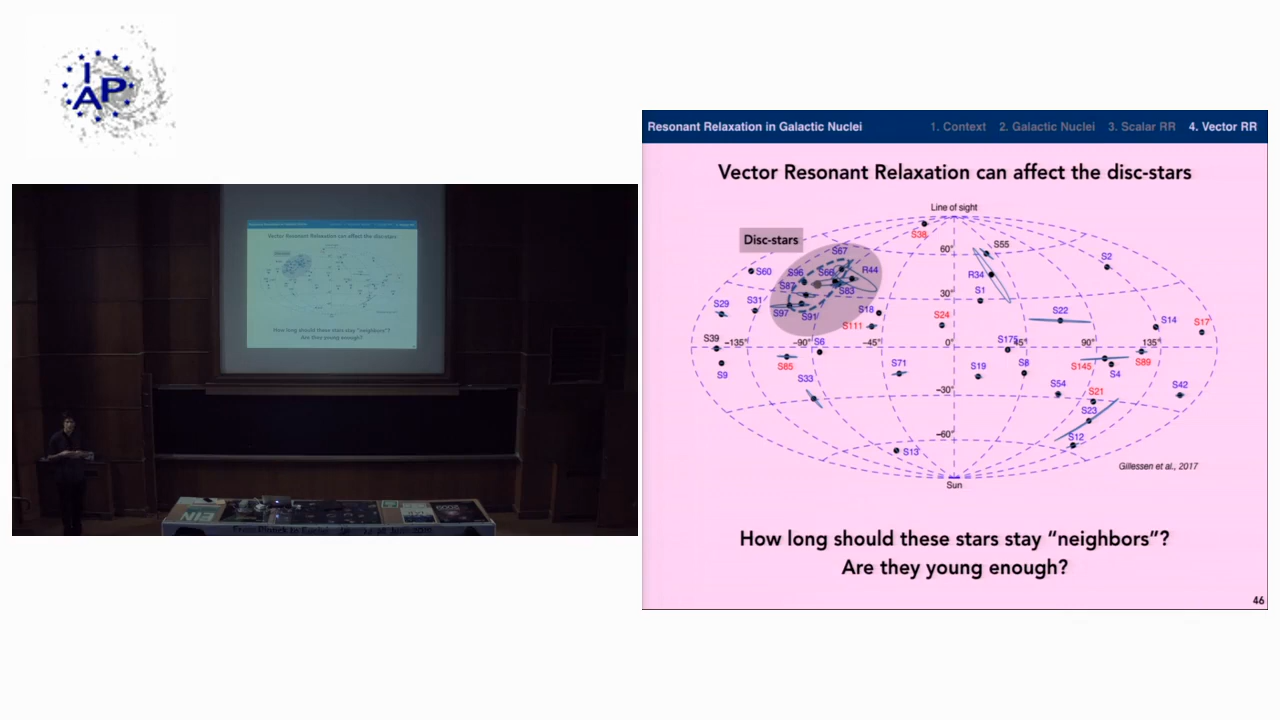 I
AP
Resonant Relaxation in Galactic Nuclei 1. Context 2. Galactic Nuclei 3. Scalar RR 4. Vector RR
Vector Resonant Relaxation can affect the disc-stars
Line of sight
Disc-stars
S38
S67
S55
60°
S2
S60
S96
S66
R44
R34
S87
S83
S1
30°
S29
S31
S97
S91
S18
S111
S24
S22
S14
S17
S39
−135°
−90°
S6
−45°
0°
S175
45°
90°
135°
S9
S85
S71
S19
S8
S145
S4
S89
S33
−30°
S54
S21
S42
S23
−60°
S12
S13
Gillessen et al., 2017
Sun
How long should these stars stay “neighbors”?
Are they young enough?
46